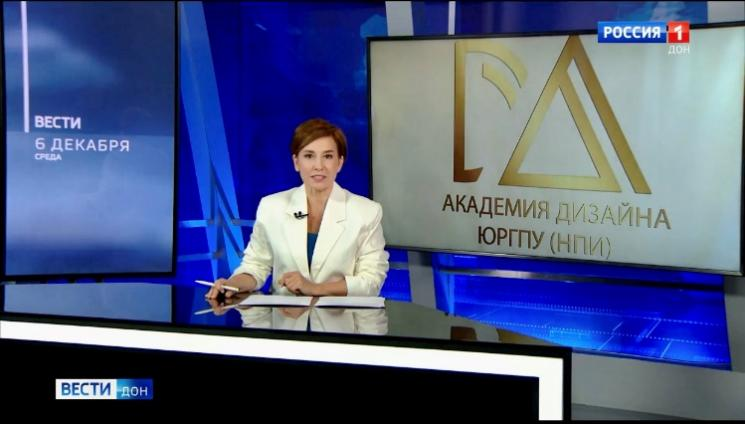 РОССИЯ 1
ДОН
ВЕСТИ
6 ДЕКАБРЯ
СРЕДА
АКАДЕМИЯ ДИЗАЙНА
ЮРГПУ (НПИ)
ВЕСТИ ДОН